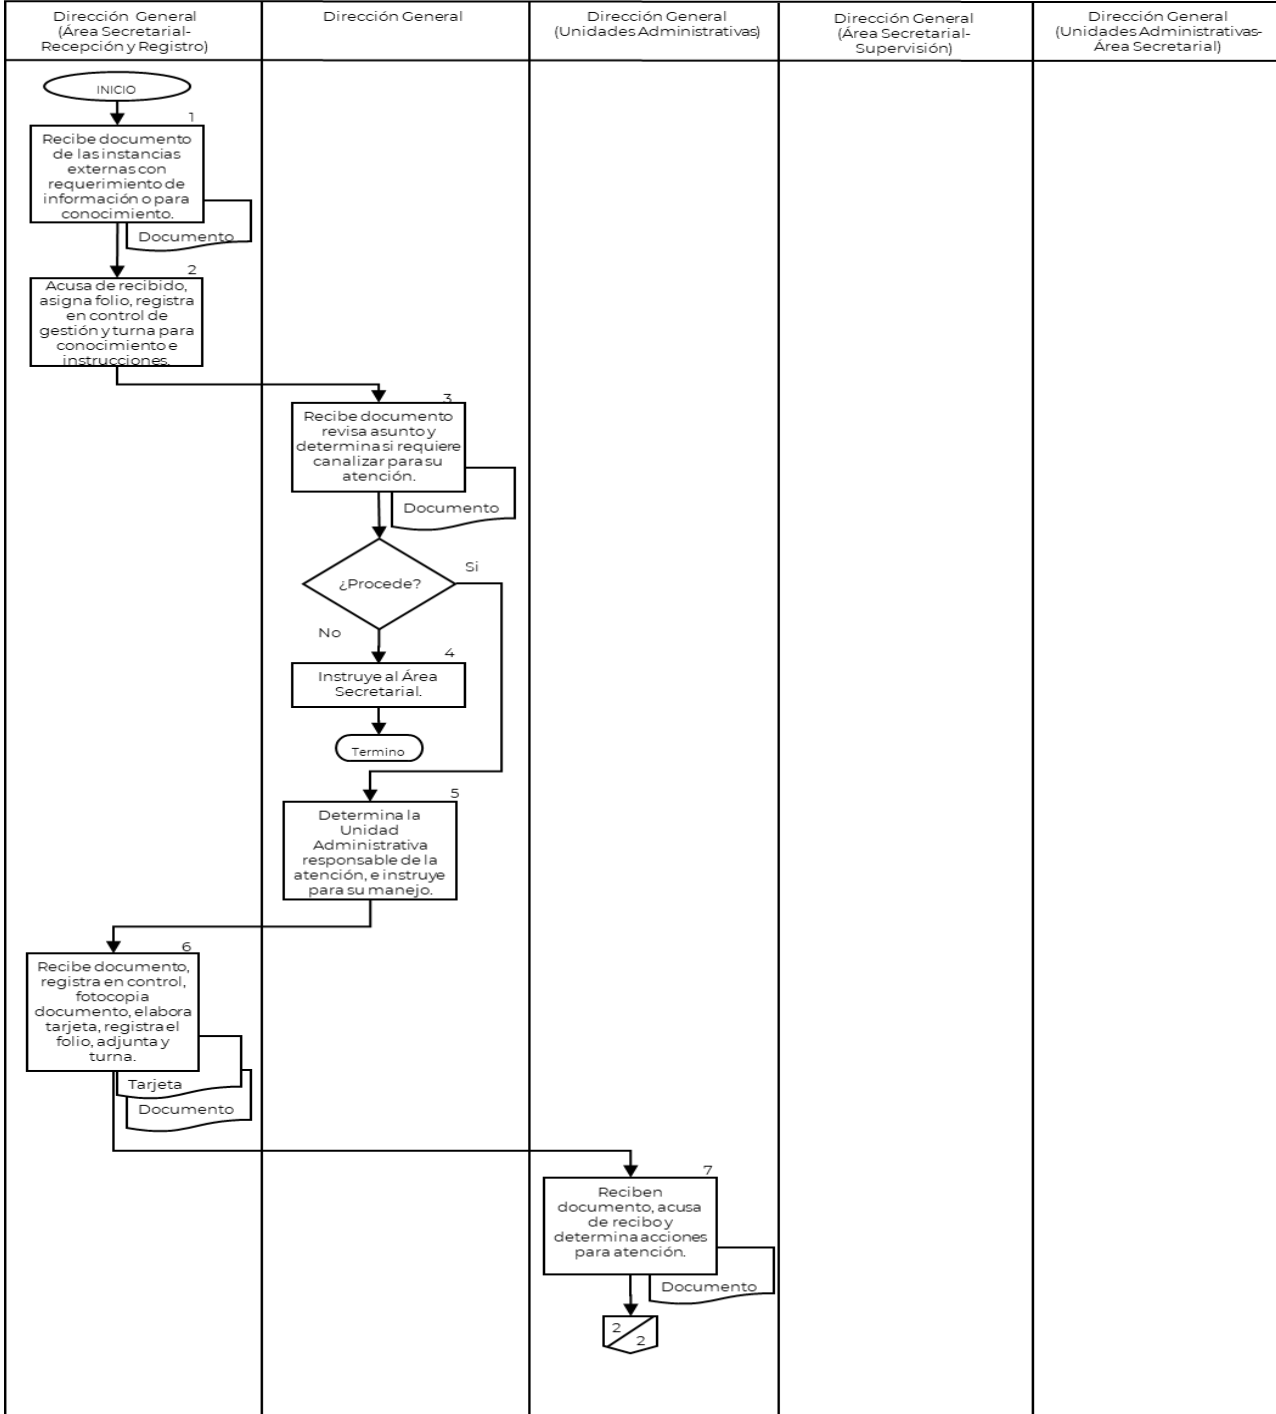 Dirección General
(Área Secretarial-
Recepción y Registro)
Dirección General
Dirección General
(Unidades Administrativas)
Dirección General
(Área Secretarial-
Supervisión)
Dirección General
(Unidades Administrativas-
Área Secretarial)
INICIO
1
Recibe documento
de las instancias
externas con
requerimiento de
información o para
conocimiento.
Documento
2
Acusa de recibido,
asigna folio, registra
en control de
gestión y turna para
conocimiento e
instrucciones.
3
Recibe documento
revisa asunto y
determina si requiere
canalizar para su
atención.
Documento
¿Procede?
Si
No
4
Instruye al Área
Secretarial.
Termino
5
Determina la
Unidad
Administrativa
responsable de la
atención, e instruye
para su manejo.
6
Recibe documento,
registra en control,
fotocopia
documento, elabora
tarjeta, registra el
folio, adjunta y
turna.
Tarjeta
Documento
7
Reciben
documento, acusa
de recibo y
determina acciones
para atención.
Documento
2
2